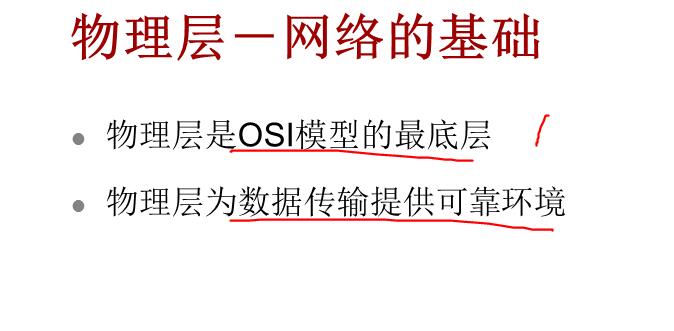 物理层－网络的基础
物理层是OSI模型的最底层
物理层为数据传输提供可靠环境